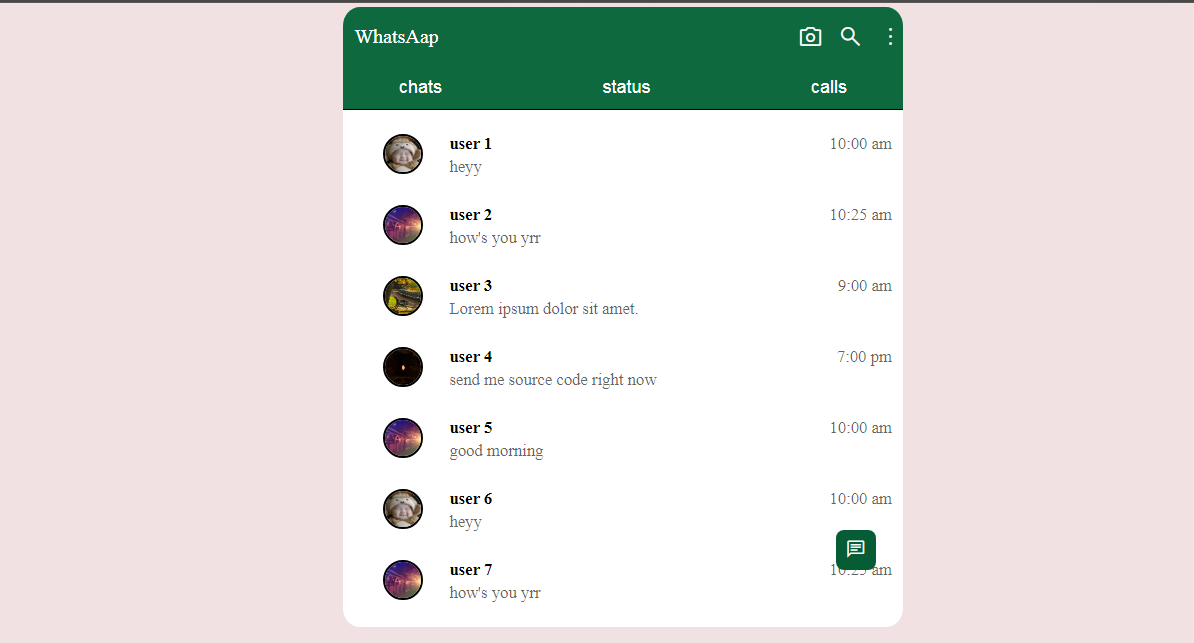 WhatsAap
chats status calls
user 1 10:00 am
heyy
user 2 10:25 am
how's you yrr
user 3 9:00 am
Lorem ipsum dolor sit amet.
user 4 7:00 pm
send me source code right now
user 5 10:00 am
good morning
user 6 10:00 am
heyy
user 7 10:25 am
how's you yrr